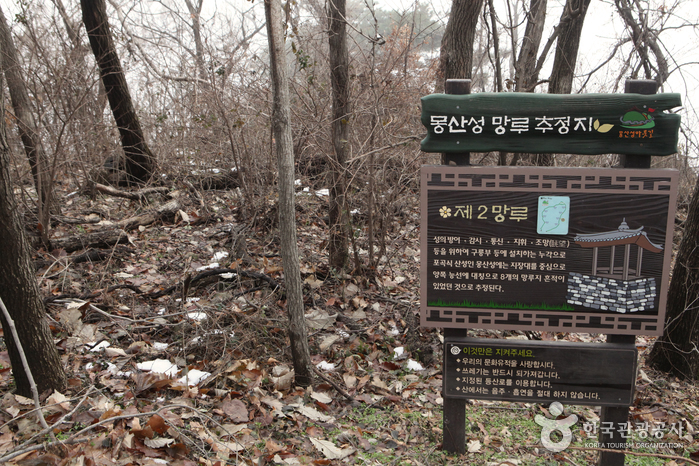 몽산성 망루 추정지
제 2 망루
성의방어 · 감시 · 통신 · 지휘 · 조망(眺望)
등을 위하여 구릉부 등에 설치하는 누각으로
포곡식 산성인 몽산성에는 지장대를 중심으로
양쪽 능선에 대칭으로 8개의 망루지 흔적이
있었던 것으로 추정된다.
이것만은 지켜주세요.
우리의 문화유적을 사랑합시다.
쓰레기는 반드시 되가져갑시다.
지정된 등산로를 이용합시다.
산에서는 음주 · 흡연을 절대 하지 않습니다.
한국관광공사
KOREA TOURISM ORGANIZATION